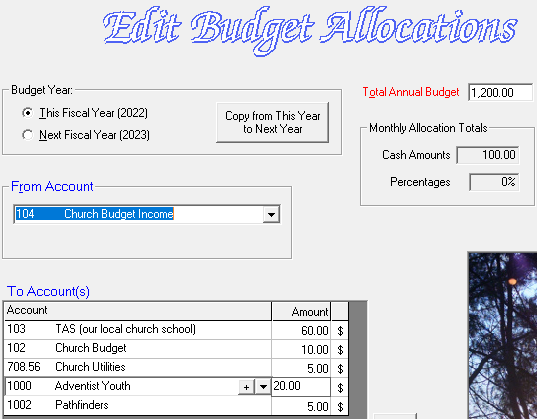 Edit Budget Allocations
Budget Year:
This Fiscal Year (2022)
Next Fiscal Year (2023)
Copy from This Year
to Next Year
Total Annual Budget 1,200.00
Monthly Allocation Totals
Cash Amounts 100.00
Percentages 0%
From Account
104 Church Budget Income
To Account(s)
Account Amount
103 TAS (our local church school) 60.00 $
102 Church Budget 10.00 $
708.56 Church Utilities 5.00 $
1000 Adventist Youth + 20.00 $
1002 Pathfinders 5.00 $